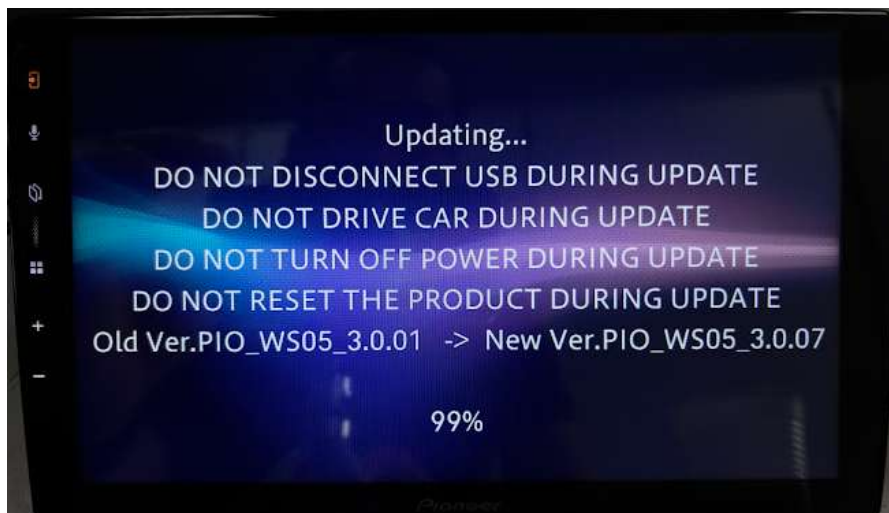 Updating...
DO NOT DISCONNECT USB DURING UPDATE
DO NOT DRIVE CAR DURING UPDATE
DO NOT TURN OFF POWER DURING UPDATE
DO NOT RESET THE PRODUCT DURING UPDATE
Old Ver.PIO_WS05_3.0.01 -> New Ver.PIO_WS05_3.0.07
99%
Pioneer